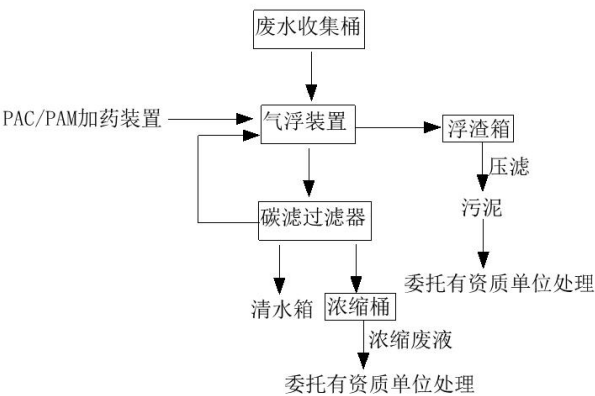 废水收集桶
PAC/PAM加药装置
气浮装置
浮渣箱
压滤
碳滤过滤器
污泥
委托有资质单位处理
清水箱
浓缩桶
浓缩废液
委托有资质单位处理